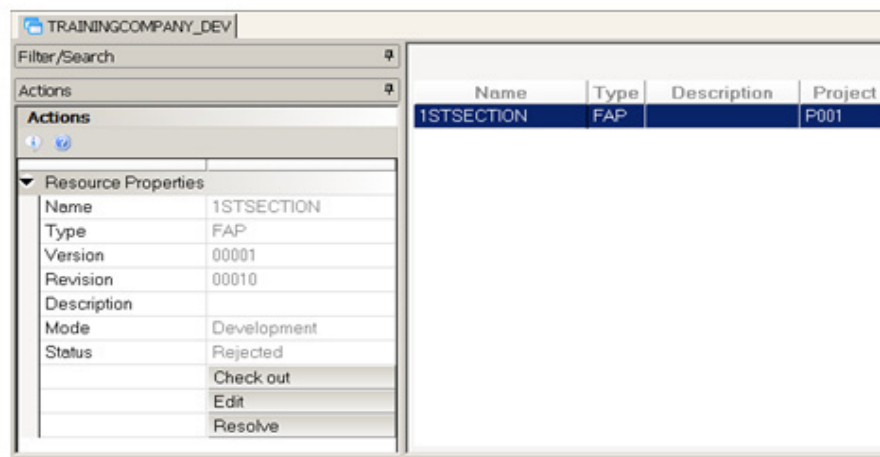 TRAININGCOMPANY_DEV
Filter/Search
Actions
Actions
Resource Properties
Name 1STSECTION
Type FAP
Version 00001
Revision 00010
Description
Mode Development
Status Rejected
Check out
Edit
Resolve
Name Type Description Project
1STSECTION FAP P001